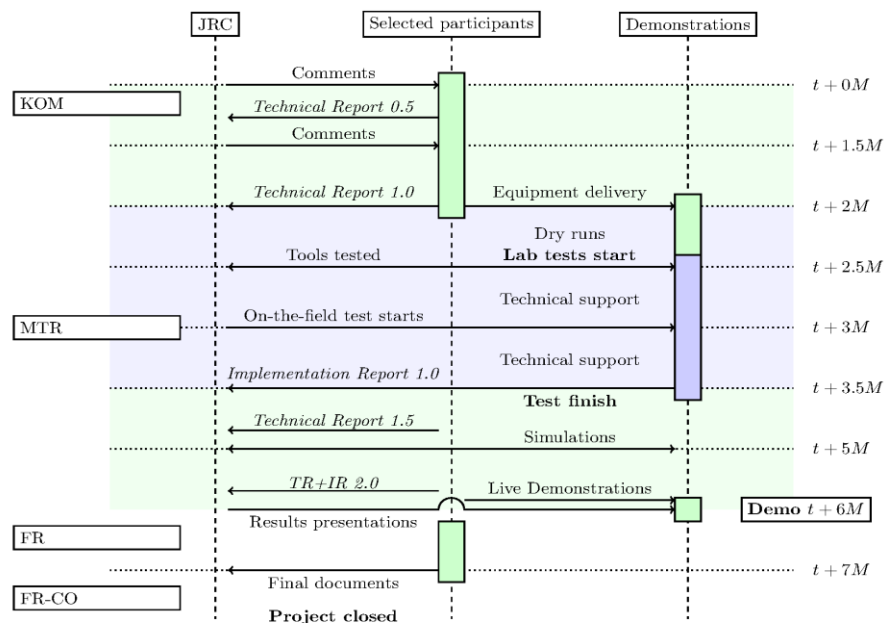 JRC
Selected participants
Demonstrations
Comments
t + 0M
KOM
Technical Report 0.5
Comments
t + 1.5M
Technical Report 1.0
Equipment delivery
t + 2M
Dry runs
Tools tested
Lab tests start
t + 2.5M
Technical support
On-the-field test starts
MTR
t + 3M
Technical support
Implementation Report 1.0
t + 3.5M
Test finish
Technical Report 1.5
Simulations
t + 5M
TR+IR 2.0
Live Demonstrations
Demo t + 6M
Results presentations
FR
t + 7M
Final documents
FR-CO
Project closed